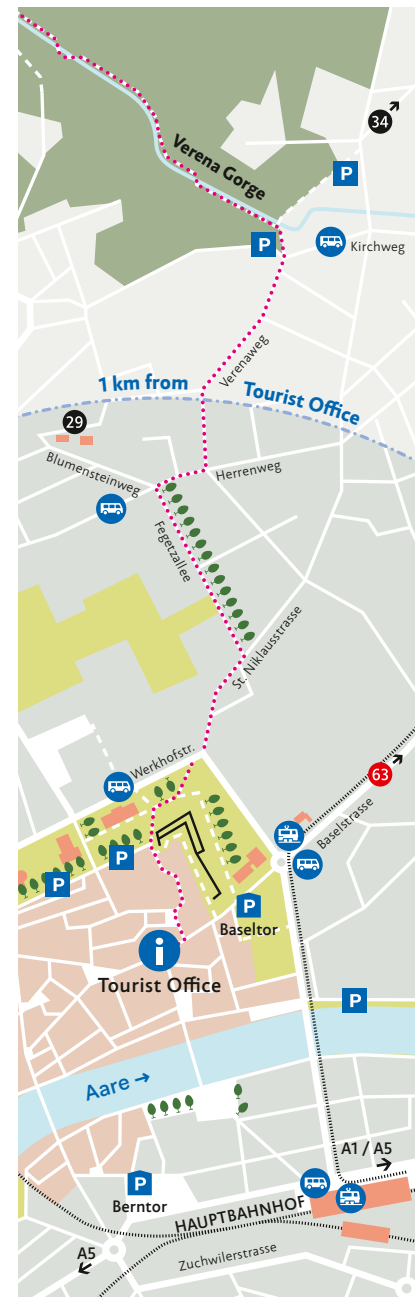 34
P
Verena Gorge
P
Kirchweg
Verenaweg
1 km from Tourist Office
29
Herrenweg
Blumensteinweg
Fegetzallee
St. Niklausstrasse
Werkhofstr.
63
Baselstrasse
P
P
P
Baseltor
i
Tourist Office
P
Aare →
A1 / A5
P
Berntor
HAUPTBAHNHOF
A5
Zuchwilerstrasse